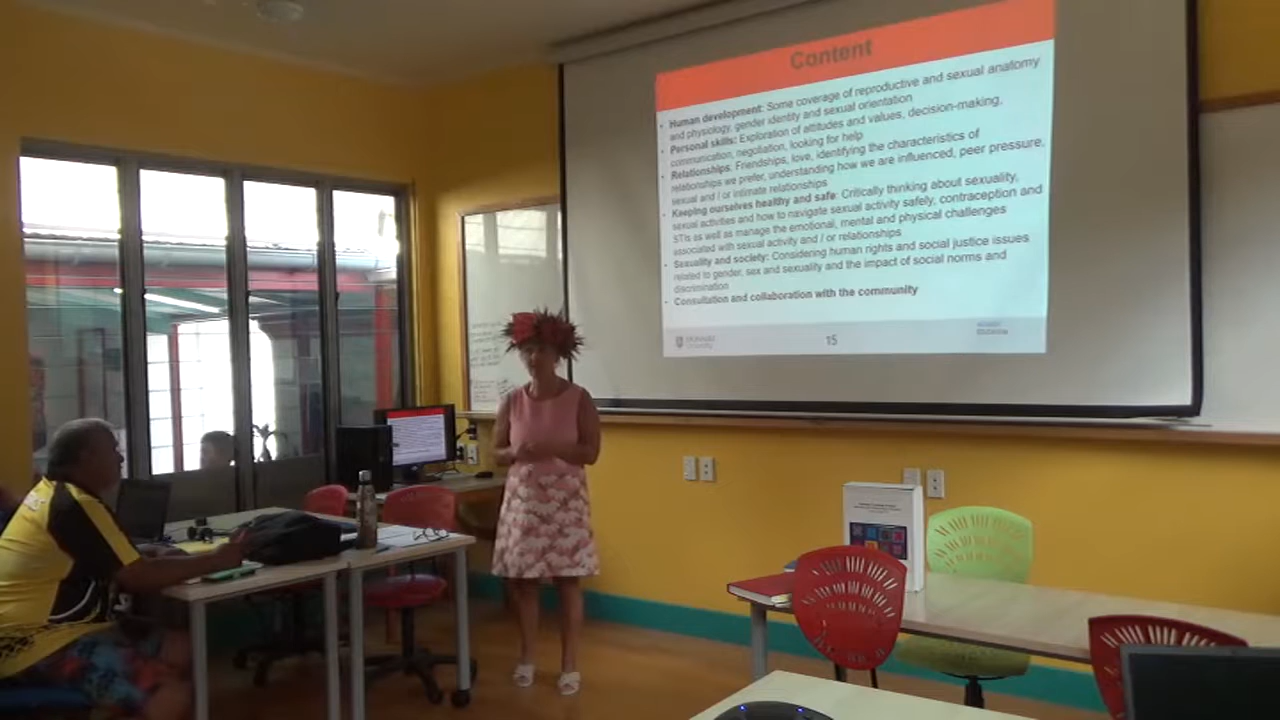 Content
• Human development: Some coverage of reproductive and sexual anatomy
and physiology, gender identity and sexual orientation
• Personal skills: Exploration of attitudes and values, decision-making,
communication, negotiation, looking for help
• Relationships: Friendships, love, identifying the characteristics of
relationships we prefer, understanding how we are influenced, peer pressure,
sexual and / or intimate relationships
• Keeping ourselves healthy and safe: Critically thinking about sexuality,
sexual activities and how to navigate sexual activity safely, contraception and
STIs as well as manage the emotional, mental and physical challenges
associated with sexual activity and / or relationships
• Sexuality and society: Considering human rights and social justice issues
related to gender, sex and sexuality and the impact of social norms and
discrimination
• Consultation and collaboration with the community
15